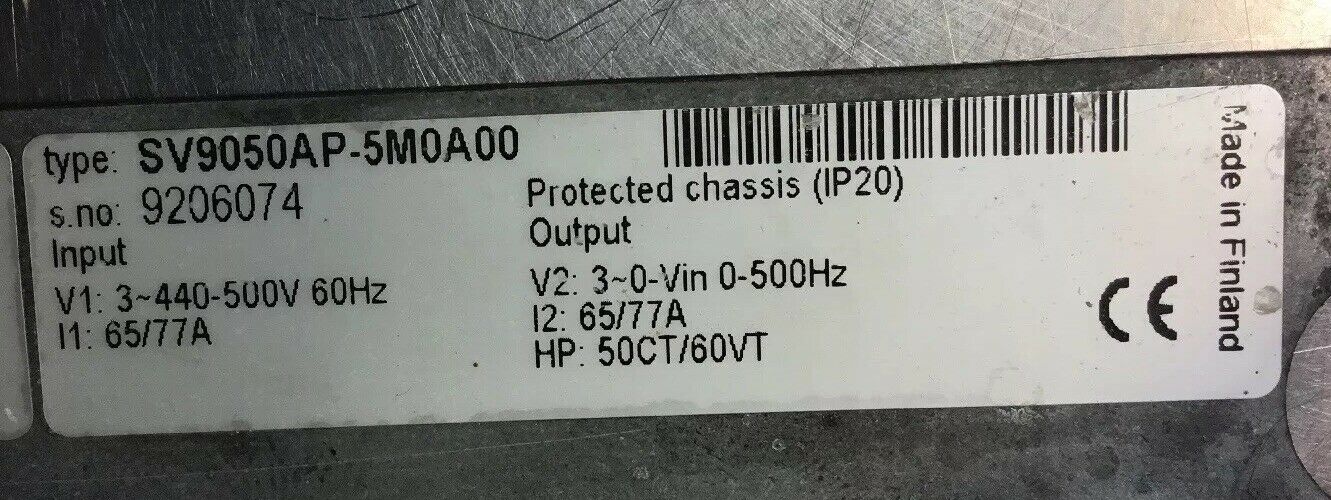 type: SV9050AP-5M0A00
s.no: 9206074
Input
V1: 3~440-500V 60Hz
I1: 65/77A
Protected chassis (IP20)
Output
V2: 3~0-Vin 0-500Hz
I2: 65/77A
HP: 50CT/60VT
CE
Made in Finland